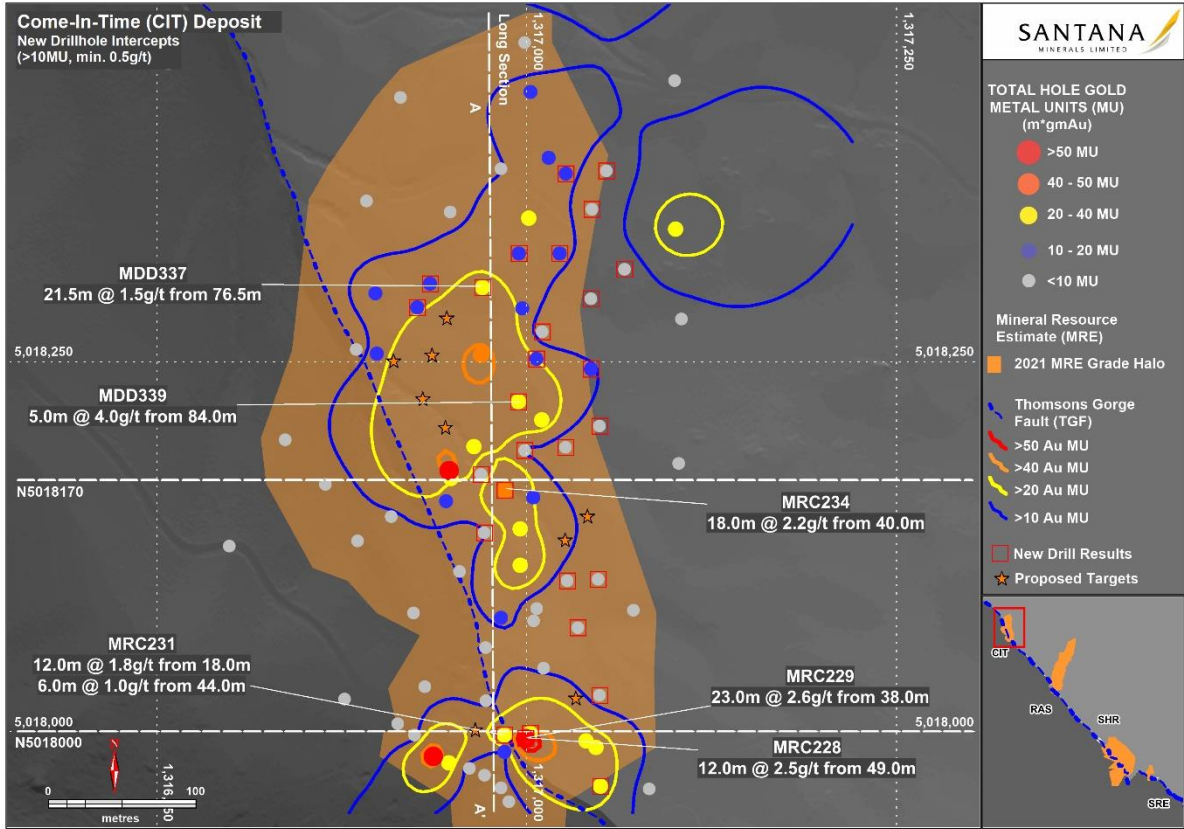 Come-In-Time (CIT) Deposit
New Drillhole Intercepts
(>10MU, min. 0.5g/t)
Long Section
A
1,317,000
1,317,250
MDD337
21.5m @ 1.5g/t from 76.5m
5,018,250
5,018,250
MDD339
5.0m @ 4.0g/t from 84.0m
N5018170
MRC234
18.0m @ 2.2g/t from 40.0m
MRC231
12.0m @ 1.8g/t from 18.0m
6.0m @ 1.0g/t from 44.0m
MRC229
23.0m @ 2.6g/t from 38.0m
5,018,000
5,018,000
N5018000
MRC228
12.0m @ 2.5g/t from 49.0m
N
0 100
metres
1,316,750
A'
1,317,000
SANTANA
MINERALS LIMITED
TOTAL HOLE GOLD
METAL UNITS (MU)
(m*gmAu)
>50 MU
40 - 50 MU
20 - 40 MU
10 - 20 MU
<10 MU
Mineral Resource
Estimate (MRE)
2021 MRE Grade Halo
Thomsons Gorge
Fault (TGF)
>50 Au MU
>40 Au MU
>20 Au MU
>10 Au MU
New Drill Results
Proposed Targets
CIT
RAS
SHR
SRE